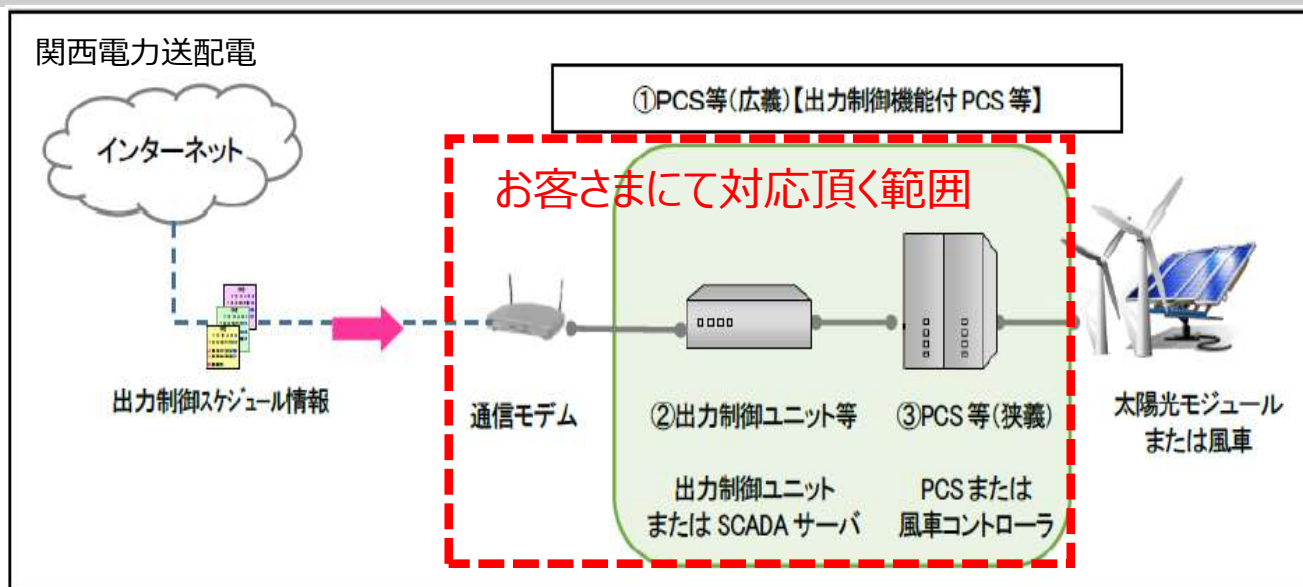 関西電力送配電
①PCS等(広義)【出力制御機能付PCS等】
インターネット
お客さまにて対応頂く範囲
出力制御スケジュール情報
通信モデム
②出力制御ユニット等
③PCS等(狭義)
太陽光モジュール
または風車
出力制御ユニット
またはSCADAサーバ
PCSまたは
風車コントローラ